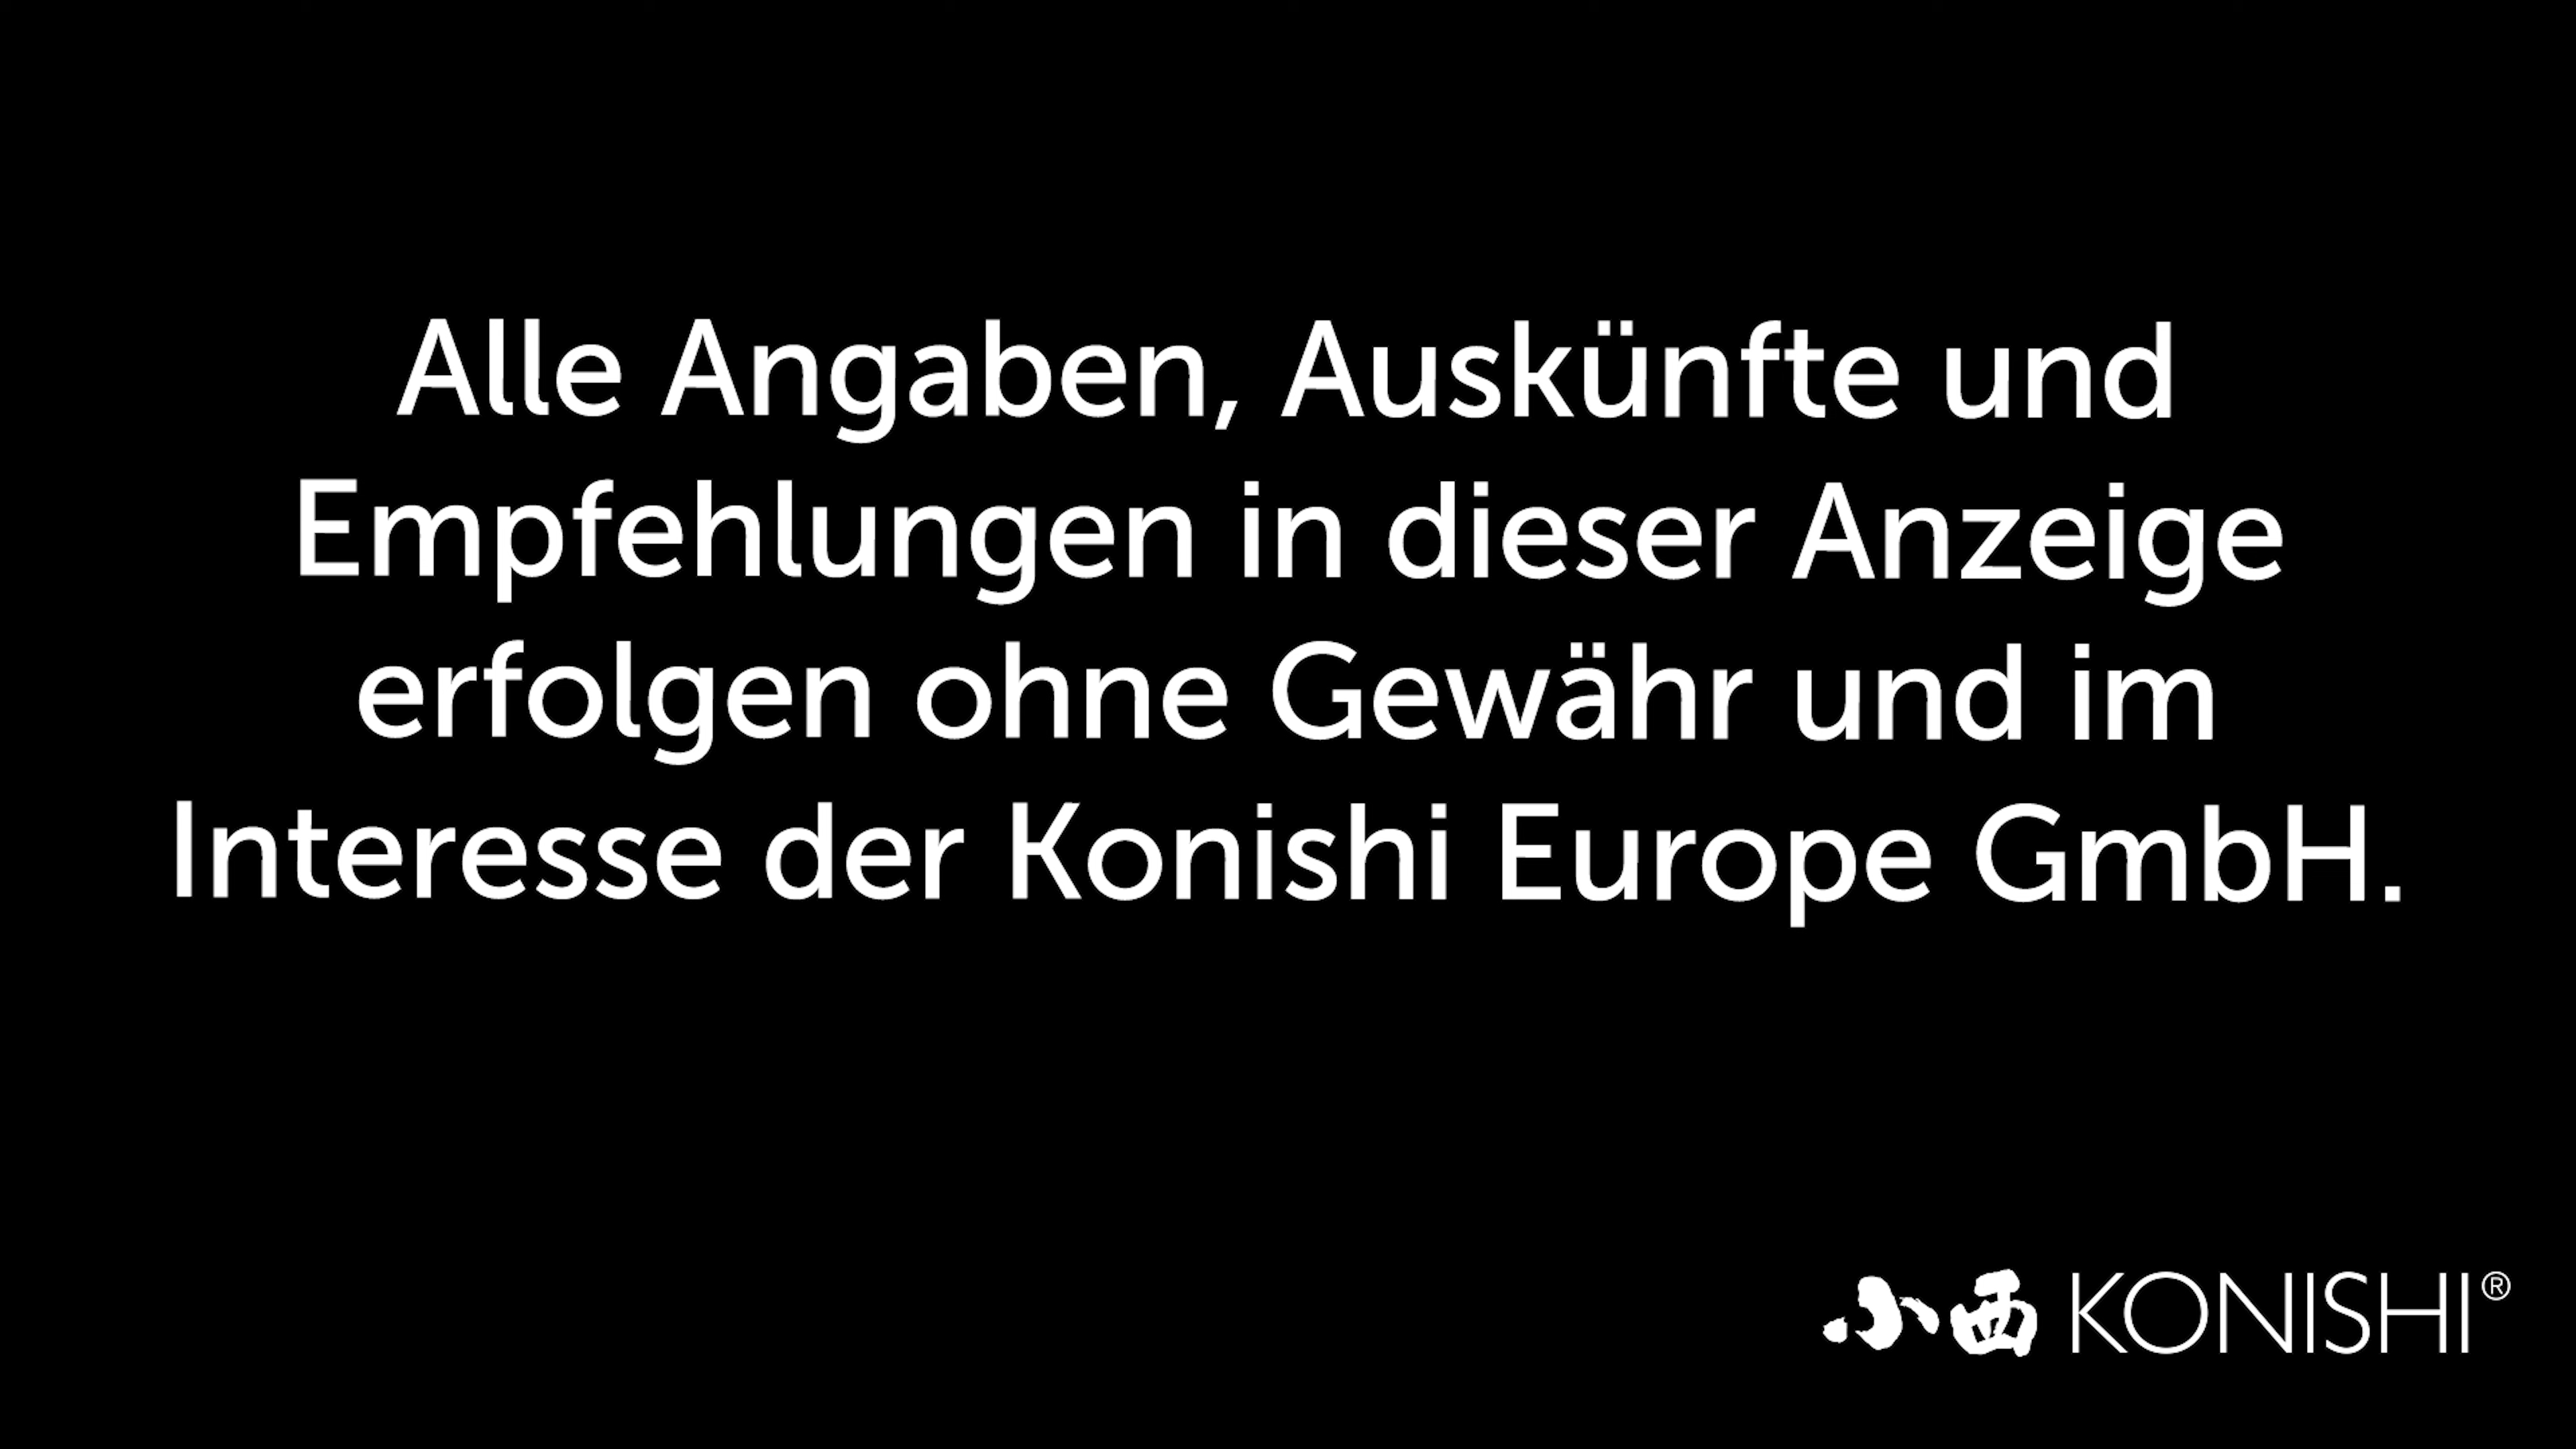 Alle Angaben, Auskünfte und
Empfehlungen in dieser Anzeige
erfolgen ohne Gewähr und im
Interesse der Konishi Europe GmbH.
小西 KONISHI®